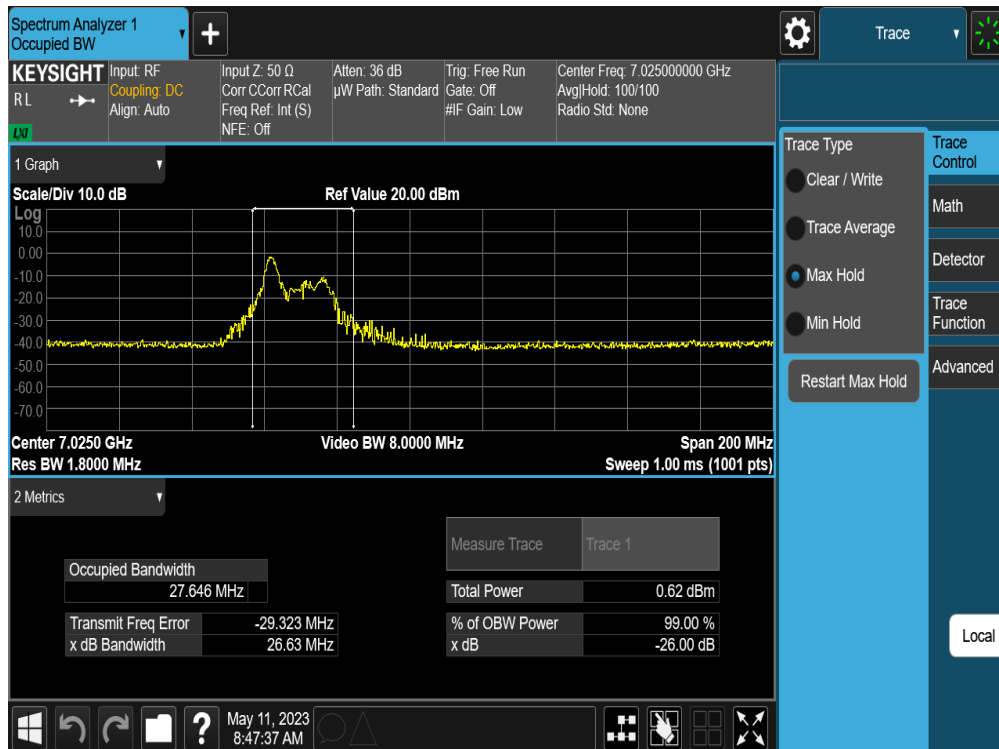 Spectrum Analyzer 1
Occupied BW
+
Trace
KEYSIGHT
R L
LXI
Input: RF
Coupling: DC
Align: Auto
Input Z: 50 Ω
Corr CCorr RCal
Freq Ref: Int (S)
NFE: Off
Atten: 36 dB
µW Path: Standard
Trig: Free Run
Gate: Off
#IF Gain: Low
Center Freq: 7.025000000 GHz
Avg|Hold: 100/100
Radio Std: None
1 Graph
Scale/Div 10.0 dB
Ref Value 20.00 dBm
Log
10.0
0.00
-10.0
-20.0
-30.0
-40.0
-50.0
-60.0
-70.0
Center 7.0250 GHz
Video BW 8.0000 MHz
Span 200 MHz
Res BW 1.8000 MHz
Sweep 1.00 ms (1001 pts)
2 Metrics
Measure Trace
Trace 1
Occupied Bandwidth
27.646 MHz
Total Power
0.62 dBm
Transmit Freq Error
-29.323 MHz
% of OBW Power
99.00 %
x dB Bandwidth
26.63 MHz
x dB
-26.00 dB
?
May 11, 2023
8:47:37 AM
Trace Type
Clear / Write
Trace Average
Max Hold
Min Hold
Restart Max Hold
Trace
Control
Math
Detector
Trace
Function
Advanced
Local